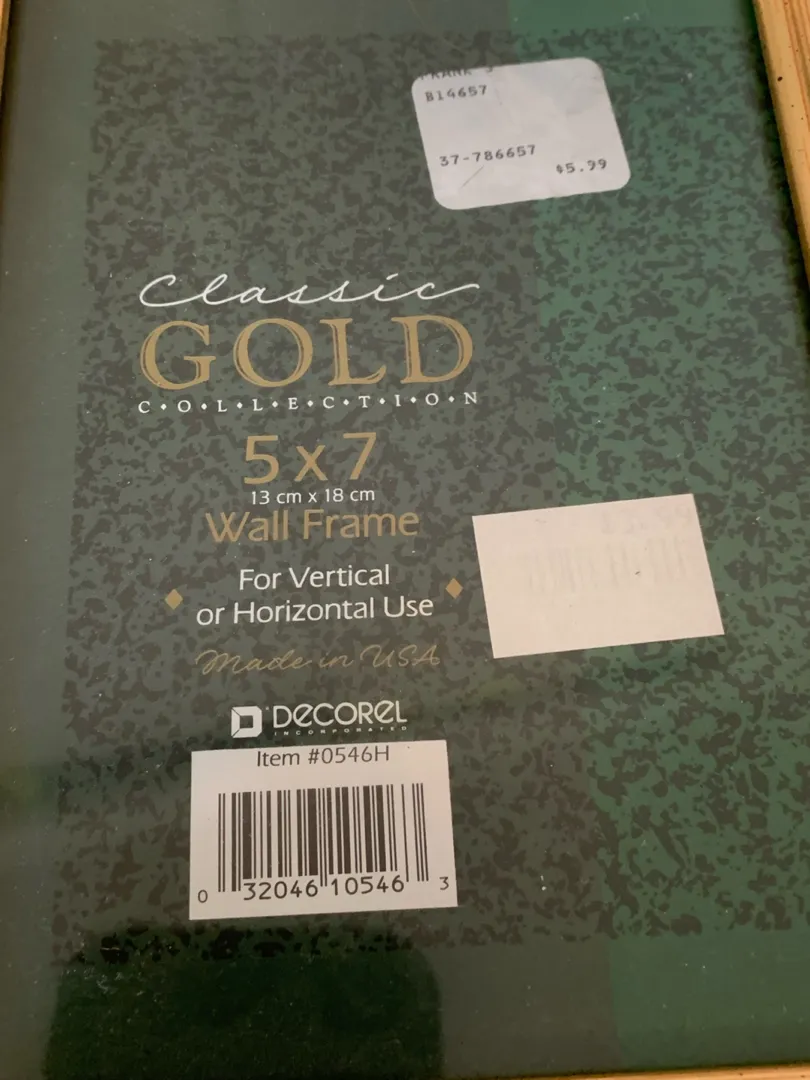 FRANK'S
B14657
37-786657
$5.99
Classic
GOLD
C•O•L•L•E•C•T•I•O•N
5 x 7
13 cm x 18 cm
Wall Frame
For Vertical
or Horizontal Use
Made in USA
DECOREL
INCORPORATED
Item #0546H
0 32046 10546 3